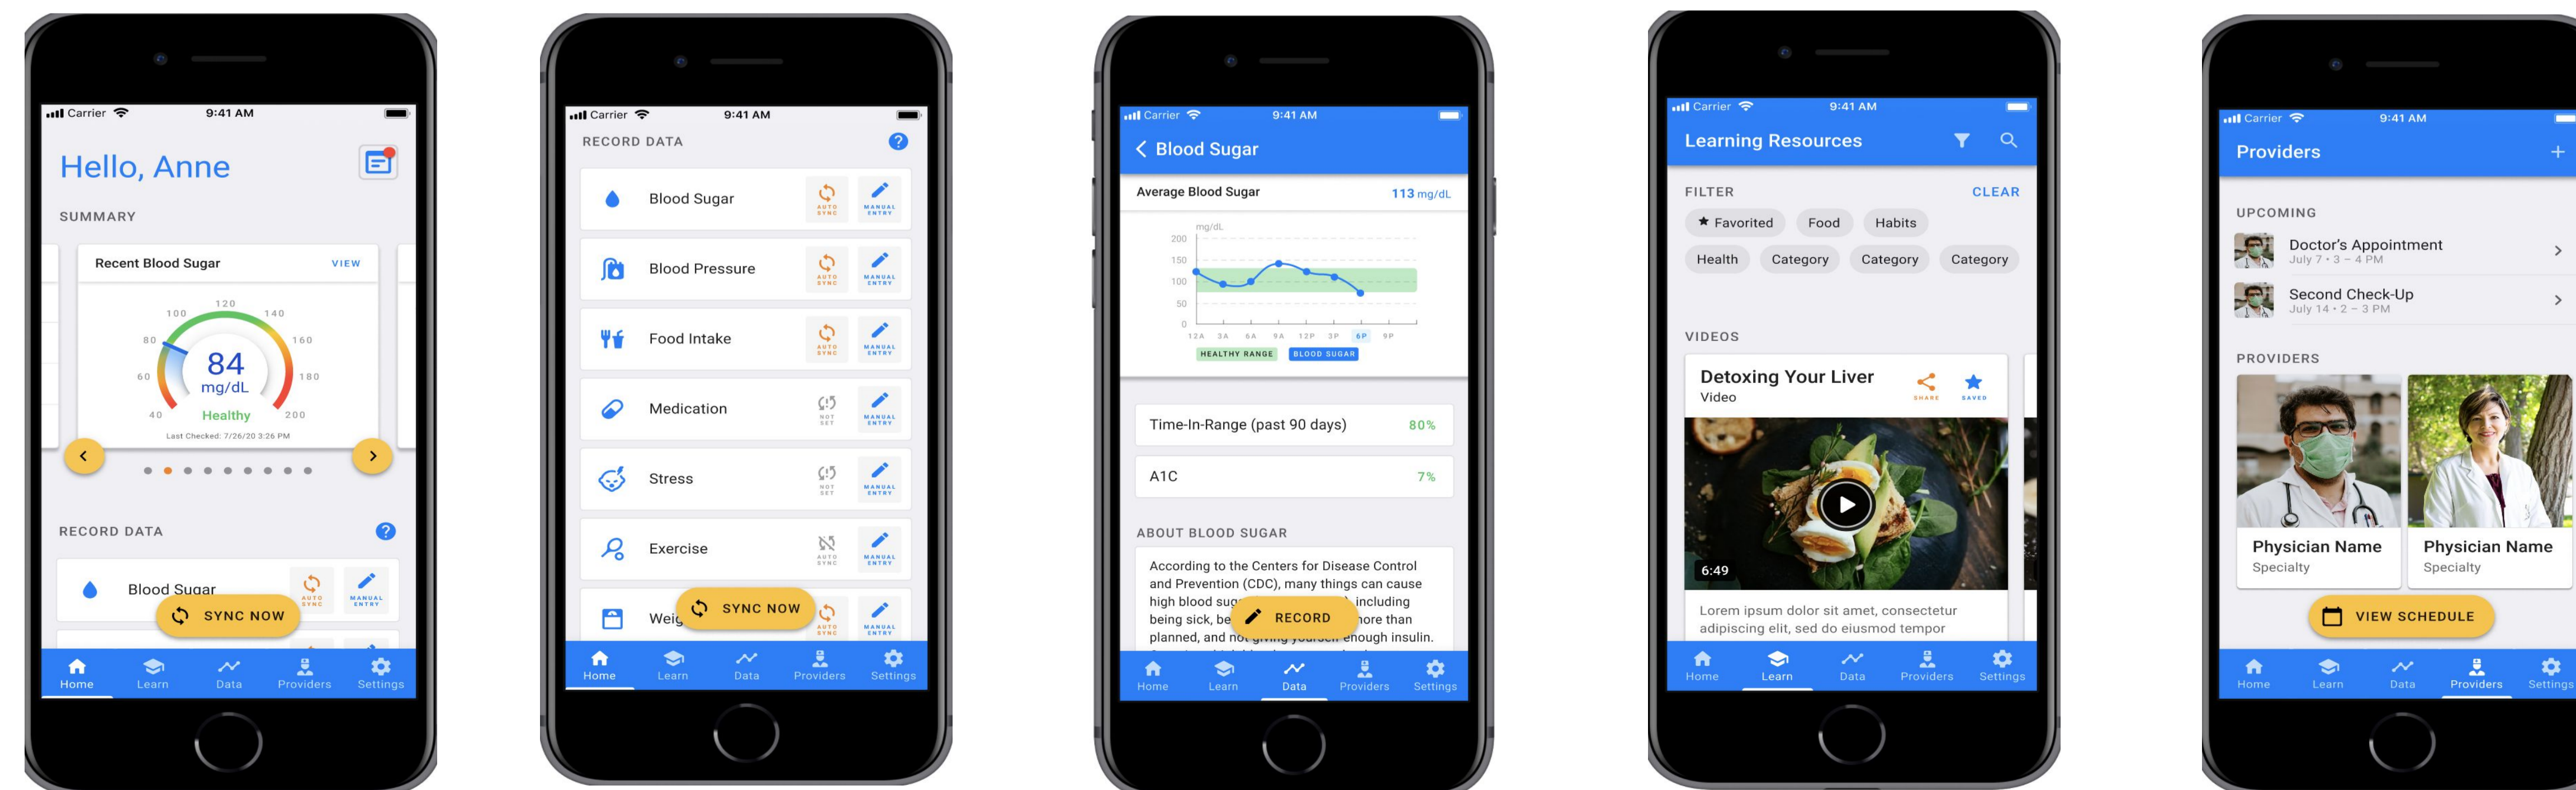 Carrier 9:41 AM
Hello, Anne
SUMMARY
Recent Blood Sugar VIEW
120
100 140
80 160
84
60 mg/dL 180
40 Healthy 200
Last Checked: 7/26/20 3:26 PM
RECORD DATA ?
Blood Sugar AUTO SYNC MANUAL ENTRY
SYNC NOW
Home Learn Data Providers Settings
Carrier 9:41 AM
RECORD DATA ?
Blood Sugar AUTO SYNC MANUAL ENTRY
Blood Pressure AUTO SYNC MANUAL ENTRY
Food Intake AUTO SYNC MANUAL ENTRY
Medication NOT SET MANUAL ENTRY
Stress NOT SET MANUAL ENTRY
Exercise AUTO SYNC MANUAL ENTRY
Weig AUTO SYNC MANUAL ENTRY
SYNC NOW
Home Learn Data Providers Settings
Carrier 9:41 AM
Blood Sugar
Average Blood Sugar 113 mg/dL
mg/dL
200
150
100
50
0
12A 3A 6A 9A 12P 3P 6P 9P
HEALTHY RANGE BLOOD SUGAR
Time-In-Range (past 90 days) 80%
A1C 7%
ABOUT BLOOD SUGAR
According to the Centers for Disease Control
and Prevention (CDC), many things can cause
high blood sug ), including
being sick, be more than
planned, and not giving yourself enough insulin.
RECORD
Home Learn Data Providers Settings
Carrier 9:41 AM
Learning Resources
FILTER CLEAR
Favorited Food Habits
Health Category Category Category
VIDEOS
Detoxing Your Liver
Video SHARE SAVED
6:49
Lorem ipsum dolor sit amet, consectetur
adipiscing elit, sed do eiusmod tempor
Home Learn Data Providers Settings
Carrier 9:41 AM
Providers +
UPCOMING
Doctor's Appointment
July 7 • 3 – 4 PM
Second Check-Up
July 14 • 2 – 3 PM
PROVIDERS
Physician Name Physician Name
Specialty Specialty
VIEW SCHEDULE
Home Learn Data Providers Settings